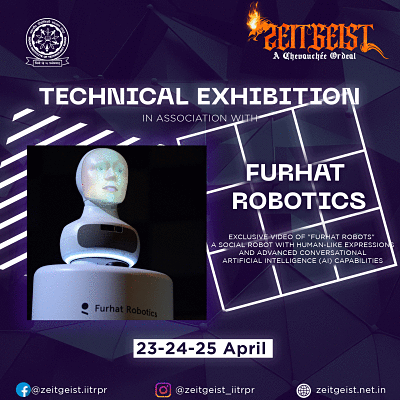 ZEITGEIST
A Chevauchée Ordeal
TECHNICAL EXHIBITION
IN ASSOCIATION WITH
FURHAT
ROBOTICS
EXCLUSIVE VIDEO OF "FURHAT ROBOTS"
A SOCIAL ROBOT WITH HUMAN-LIKE EXPRESSIONS
AND ADVANCED CONVERSATIONAL
ARTIFICIAL INTELLIGENCE (AI) CAPABILITIES
Furhat Robotics
23-24-25 April
@zeitgeist.iitrpr
@zeitgeist_iitrpr
zeitgeist.net.in